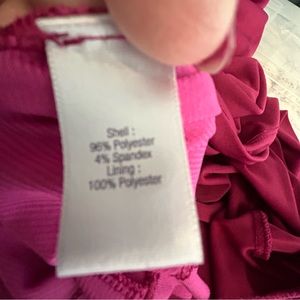 Shell :
96% Polyester
4% Spandex
Lining :
100% Polyester